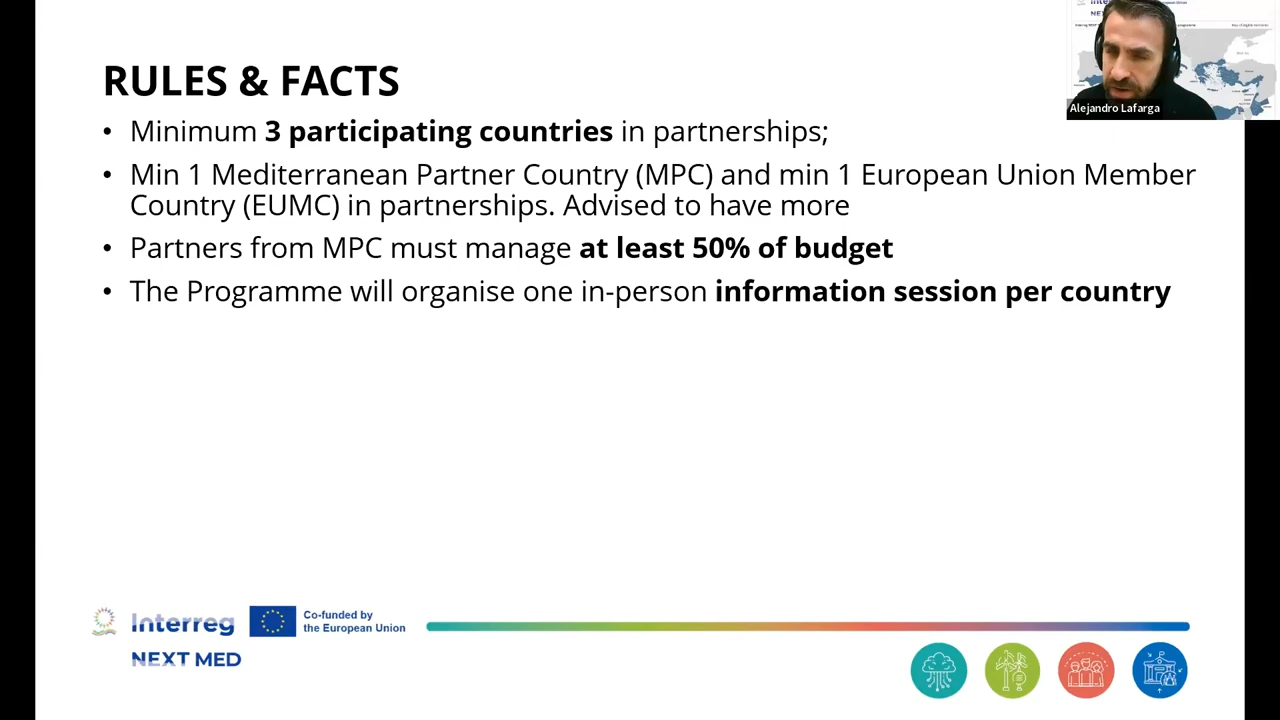 RULES & FACTS
• Minimum 3 participating countries in partnerships;
• Min 1 Mediterranean Partner Country (MPC) and min 1 European Union Member
Country (EUMC) in partnerships. Advised to have more
• Partners from MPC must manage at least 50% of budget
• The Programme will organise one in-person information session per country
Alejandro Lafarga
Interreg
Co-funded by
the European Union
NEXT MED